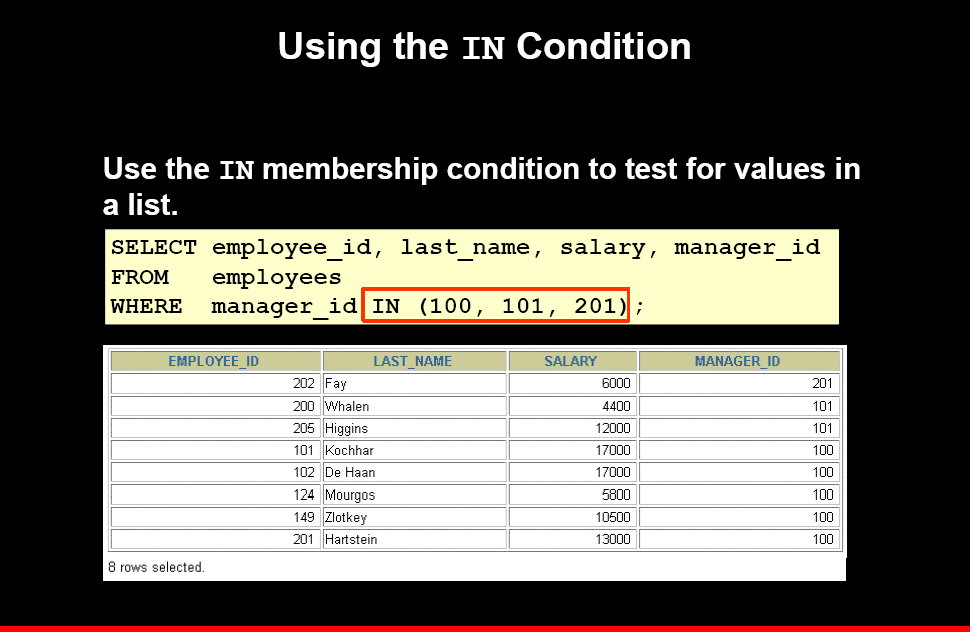 Using the IN Condition
Use the IN membership condition to test for values in
a list.
SELECT employee_id, last_name, salary, manager_id
FROM employees
WHERE manager_id IN (100, 101, 201);
EMPLOYEE_ID LAST_NAME SALARY MANAGER_ID
202 Fay 6000 201
200 Whalen 4400 101
205 Higgins 12000 101
101 Kochhar 17000 100
102 De Haan 17000 100
124 Mourgos 5800 100
149 Zlotkey 10500 100
201 Hartstein 13000 100
8 rows selected.